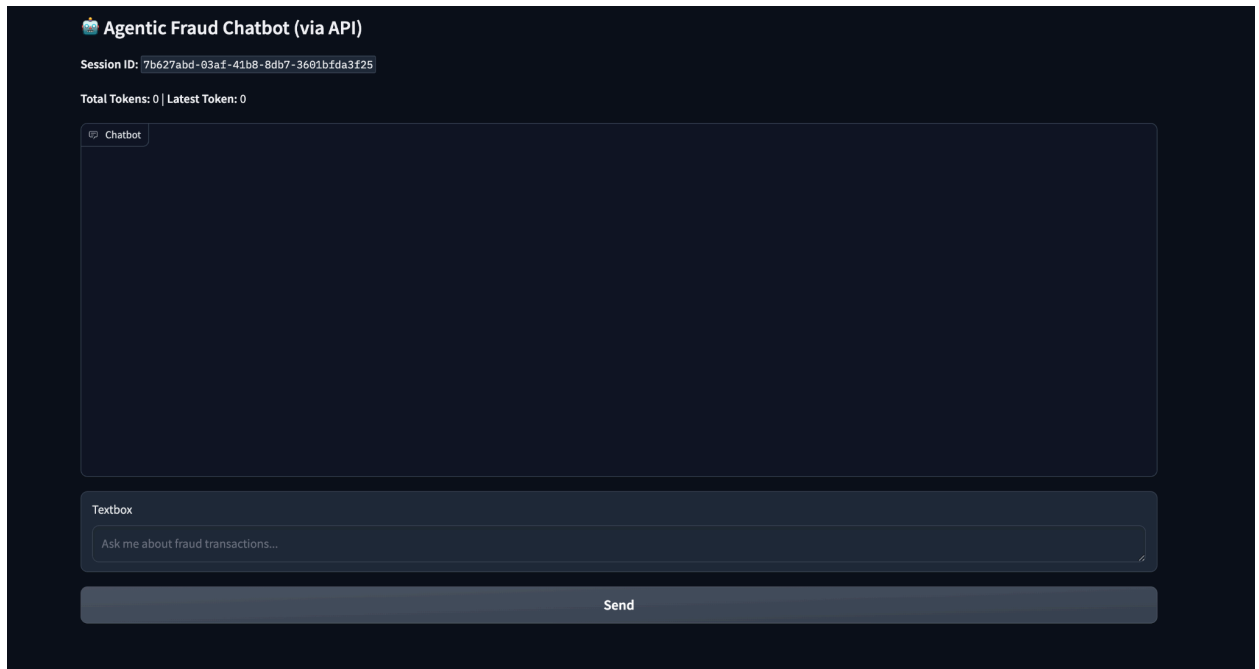 🤖 Agentic Fraud Chatbot (via API)
Session ID: 7b627abd-03af-41b8-8db7-3601bfda3f25
Total Tokens: 0 | Latest Token: 0
Chatbot
Textbox
Ask me about fraud transactions...
Send